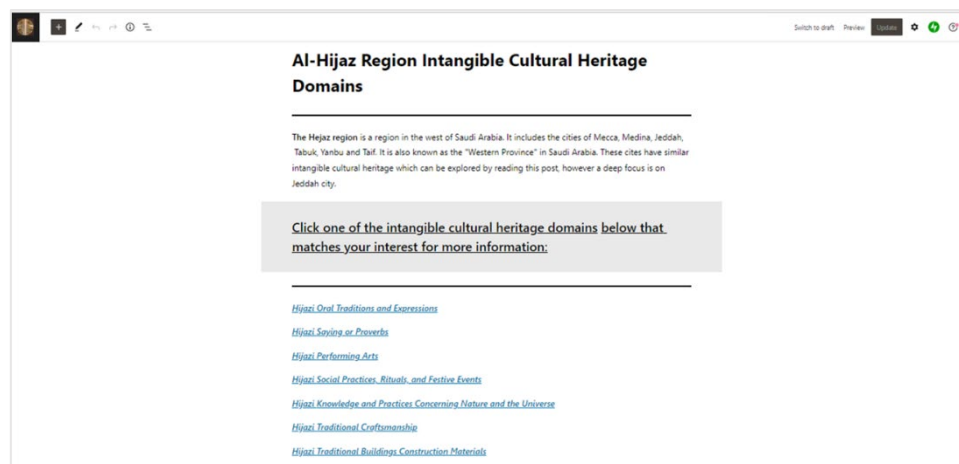 Switch to draft Preview Update
Al-Hijaz Region Intangible Cultural Heritage
Domains
The Hejaz region is a region in the west of Saudi Arabia. It includes the cities of Mecca, Medina, Jeddah,
Tabuk, Yanbu and Taif. It is also known as the "Western Province" in Saudi Arabia. These cites have similar
intangible cultural heritage which can be explored by reading this post, however a deep focus is on
Jeddah city.
Click one of the intangible cultural heritage domains below that
matches your interest for more information:
Hijazi Oral Traditions and Expressions
Hijazi Saying or Proverbs
Hijazi Performing Arts
Hijazi Social Practices, Rituals, and Festive Events
Hijazi Knowledge and Practices Concerning Nature and the Universe
Hijazi Traditional Craftsmanship
Hijazi Traditional Buildings Construction Materials